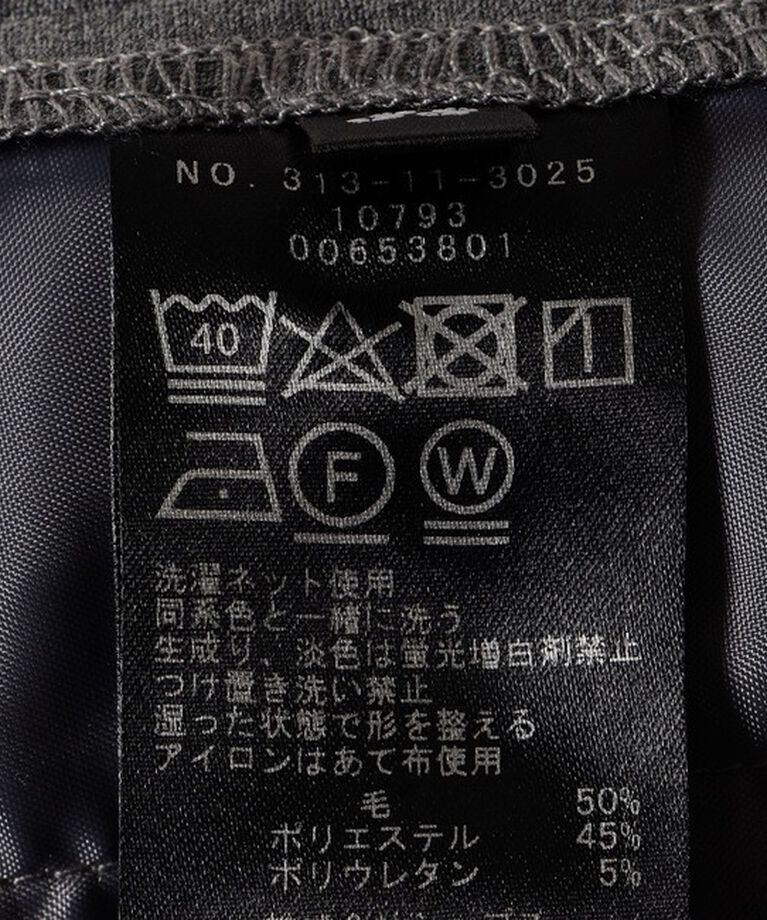 NO. 313-11-3025
10793
00653801
40
F W
洗濯ネット使用
同系色と一緒に洗う
生成り、淡色は蛍光増白剤禁止
つけ置き洗い禁止
湿った状態で形を整える
アイロンはあて布使用
毛 50%
ポリエステル 45%
ポリウレタン 5%